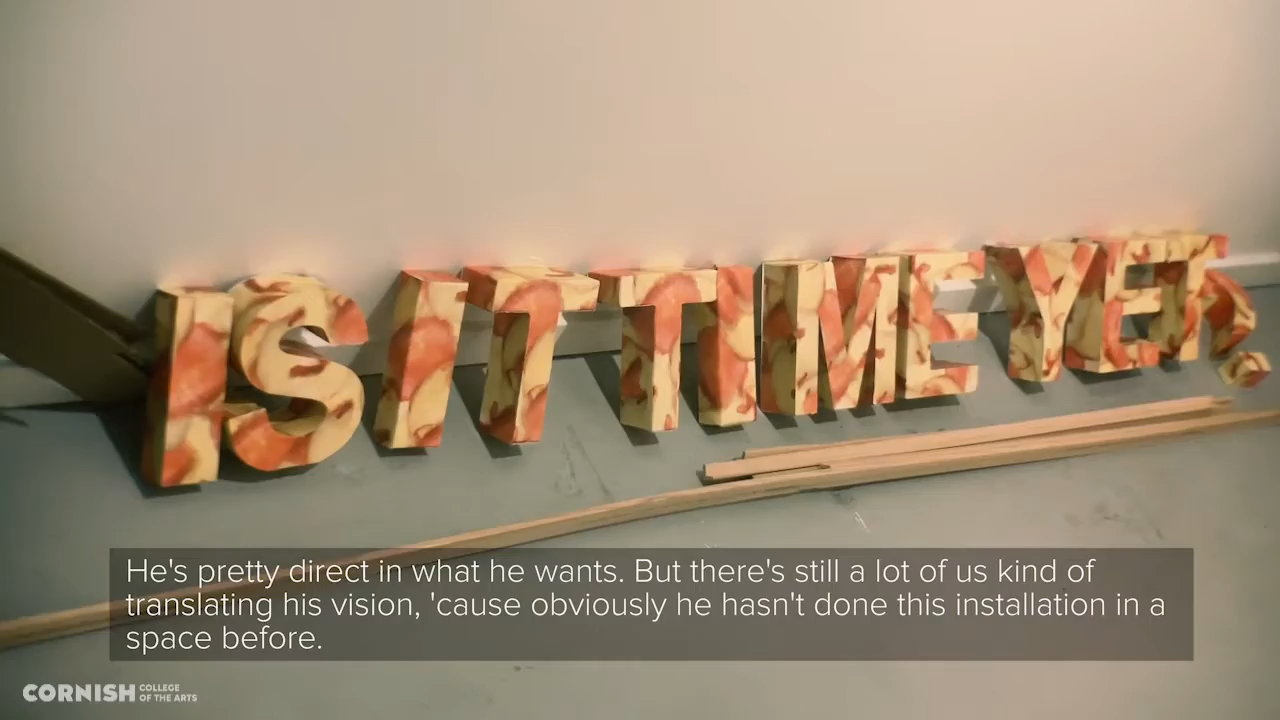 IS IT TIME YET?
He's pretty direct in what he wants. But there's still a lot of us kind of
translating his vision, 'cause obviously he hasn't done this installation in a
space before.
CORNISH COLLEGE
OF THE ARTS